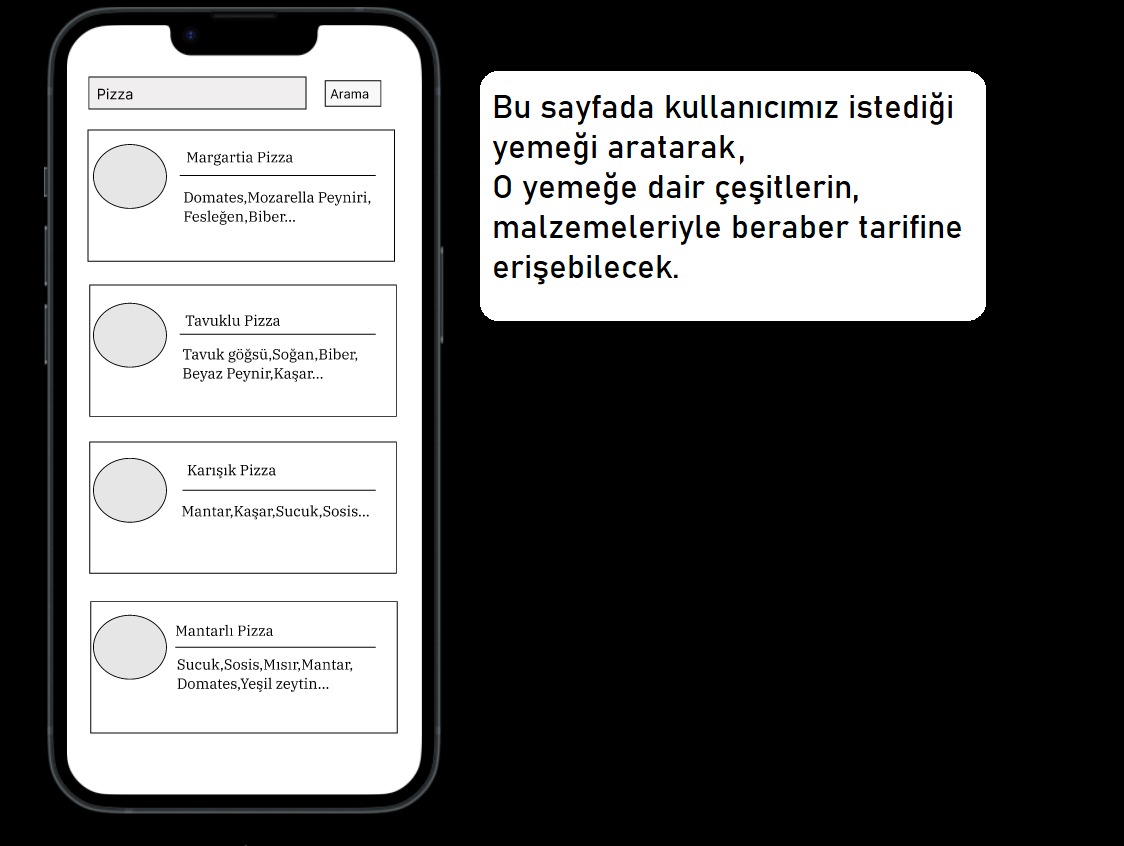 Pizza
Arama
Margartia Pizza
Domates,Mozarella Peyniri,
Fesleğen,Biber...
Tavuklu Pizza
Tavuk göğsü,Soğan,Biber,
Beyaz Peynir,Kaşar...
Karışık Pizza
Mantar,Kaşar,Sucuk,Sosis...
Mantarlı Pizza
Sucuk,Sosis,Mısır,Mantar,
Domates,Yeşil zeytin...
Bu sayfada kullanıcımız istediği
yemeği aratarak,
O yemeğe dair çeşitlerin,
malzemeleriyle beraber tarifine
erişebilecek.